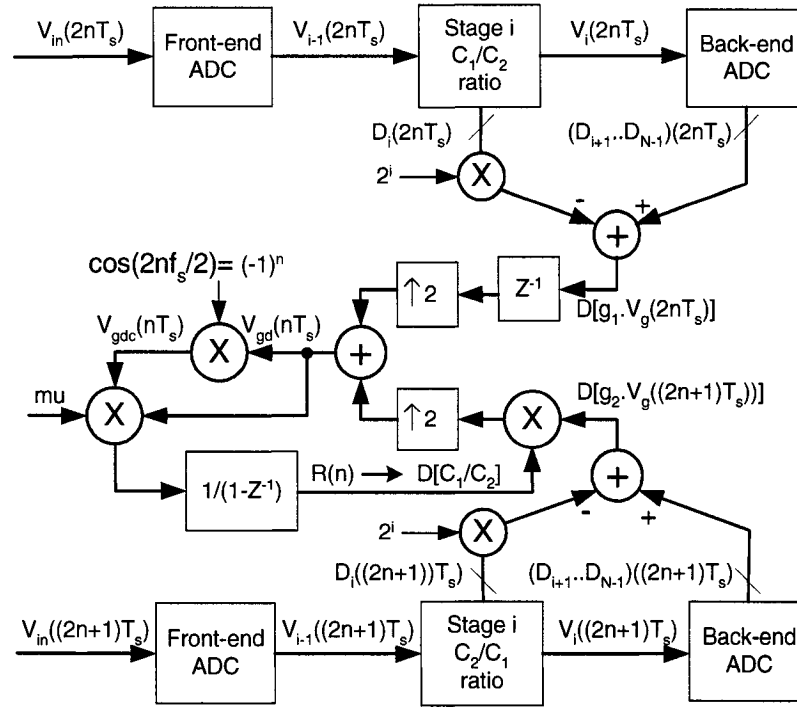 V_in(2nT_s)
Front-end
ADC
V_i-1(2nT_s)
Stage i
C_1/C_2
ratio
V_i(2nT_s)
Back-end
ADC
D_i(2nT_s)
(D_i+1..D_N-1)(2nT_s)
2^i
X
-
+
+
cos(2nf_s/2)= (-1)^n
↑2
Z^-1
D[g_1.V_g(2nT_s)]
V_gdc(nT_s)
X
V_gd(nT_s)
+
mu
X
↑2
X
D[g_2.V_g((2n+1)T_s))]
1/(1-Z^-1)
R(n) → D[C_1/C_2]
+
-
+
2^i
X
D_i((2n+1))T_s)
(D_i+1..D_N-1)((2n+1)T_s)
V_in((2n+1)T_s)
Front-end
ADC
V_i-1((2n+1)T_s)
Stage i
C_2/C_1
ratio
V_i((2n+1)T_s)
Back-end
ADC